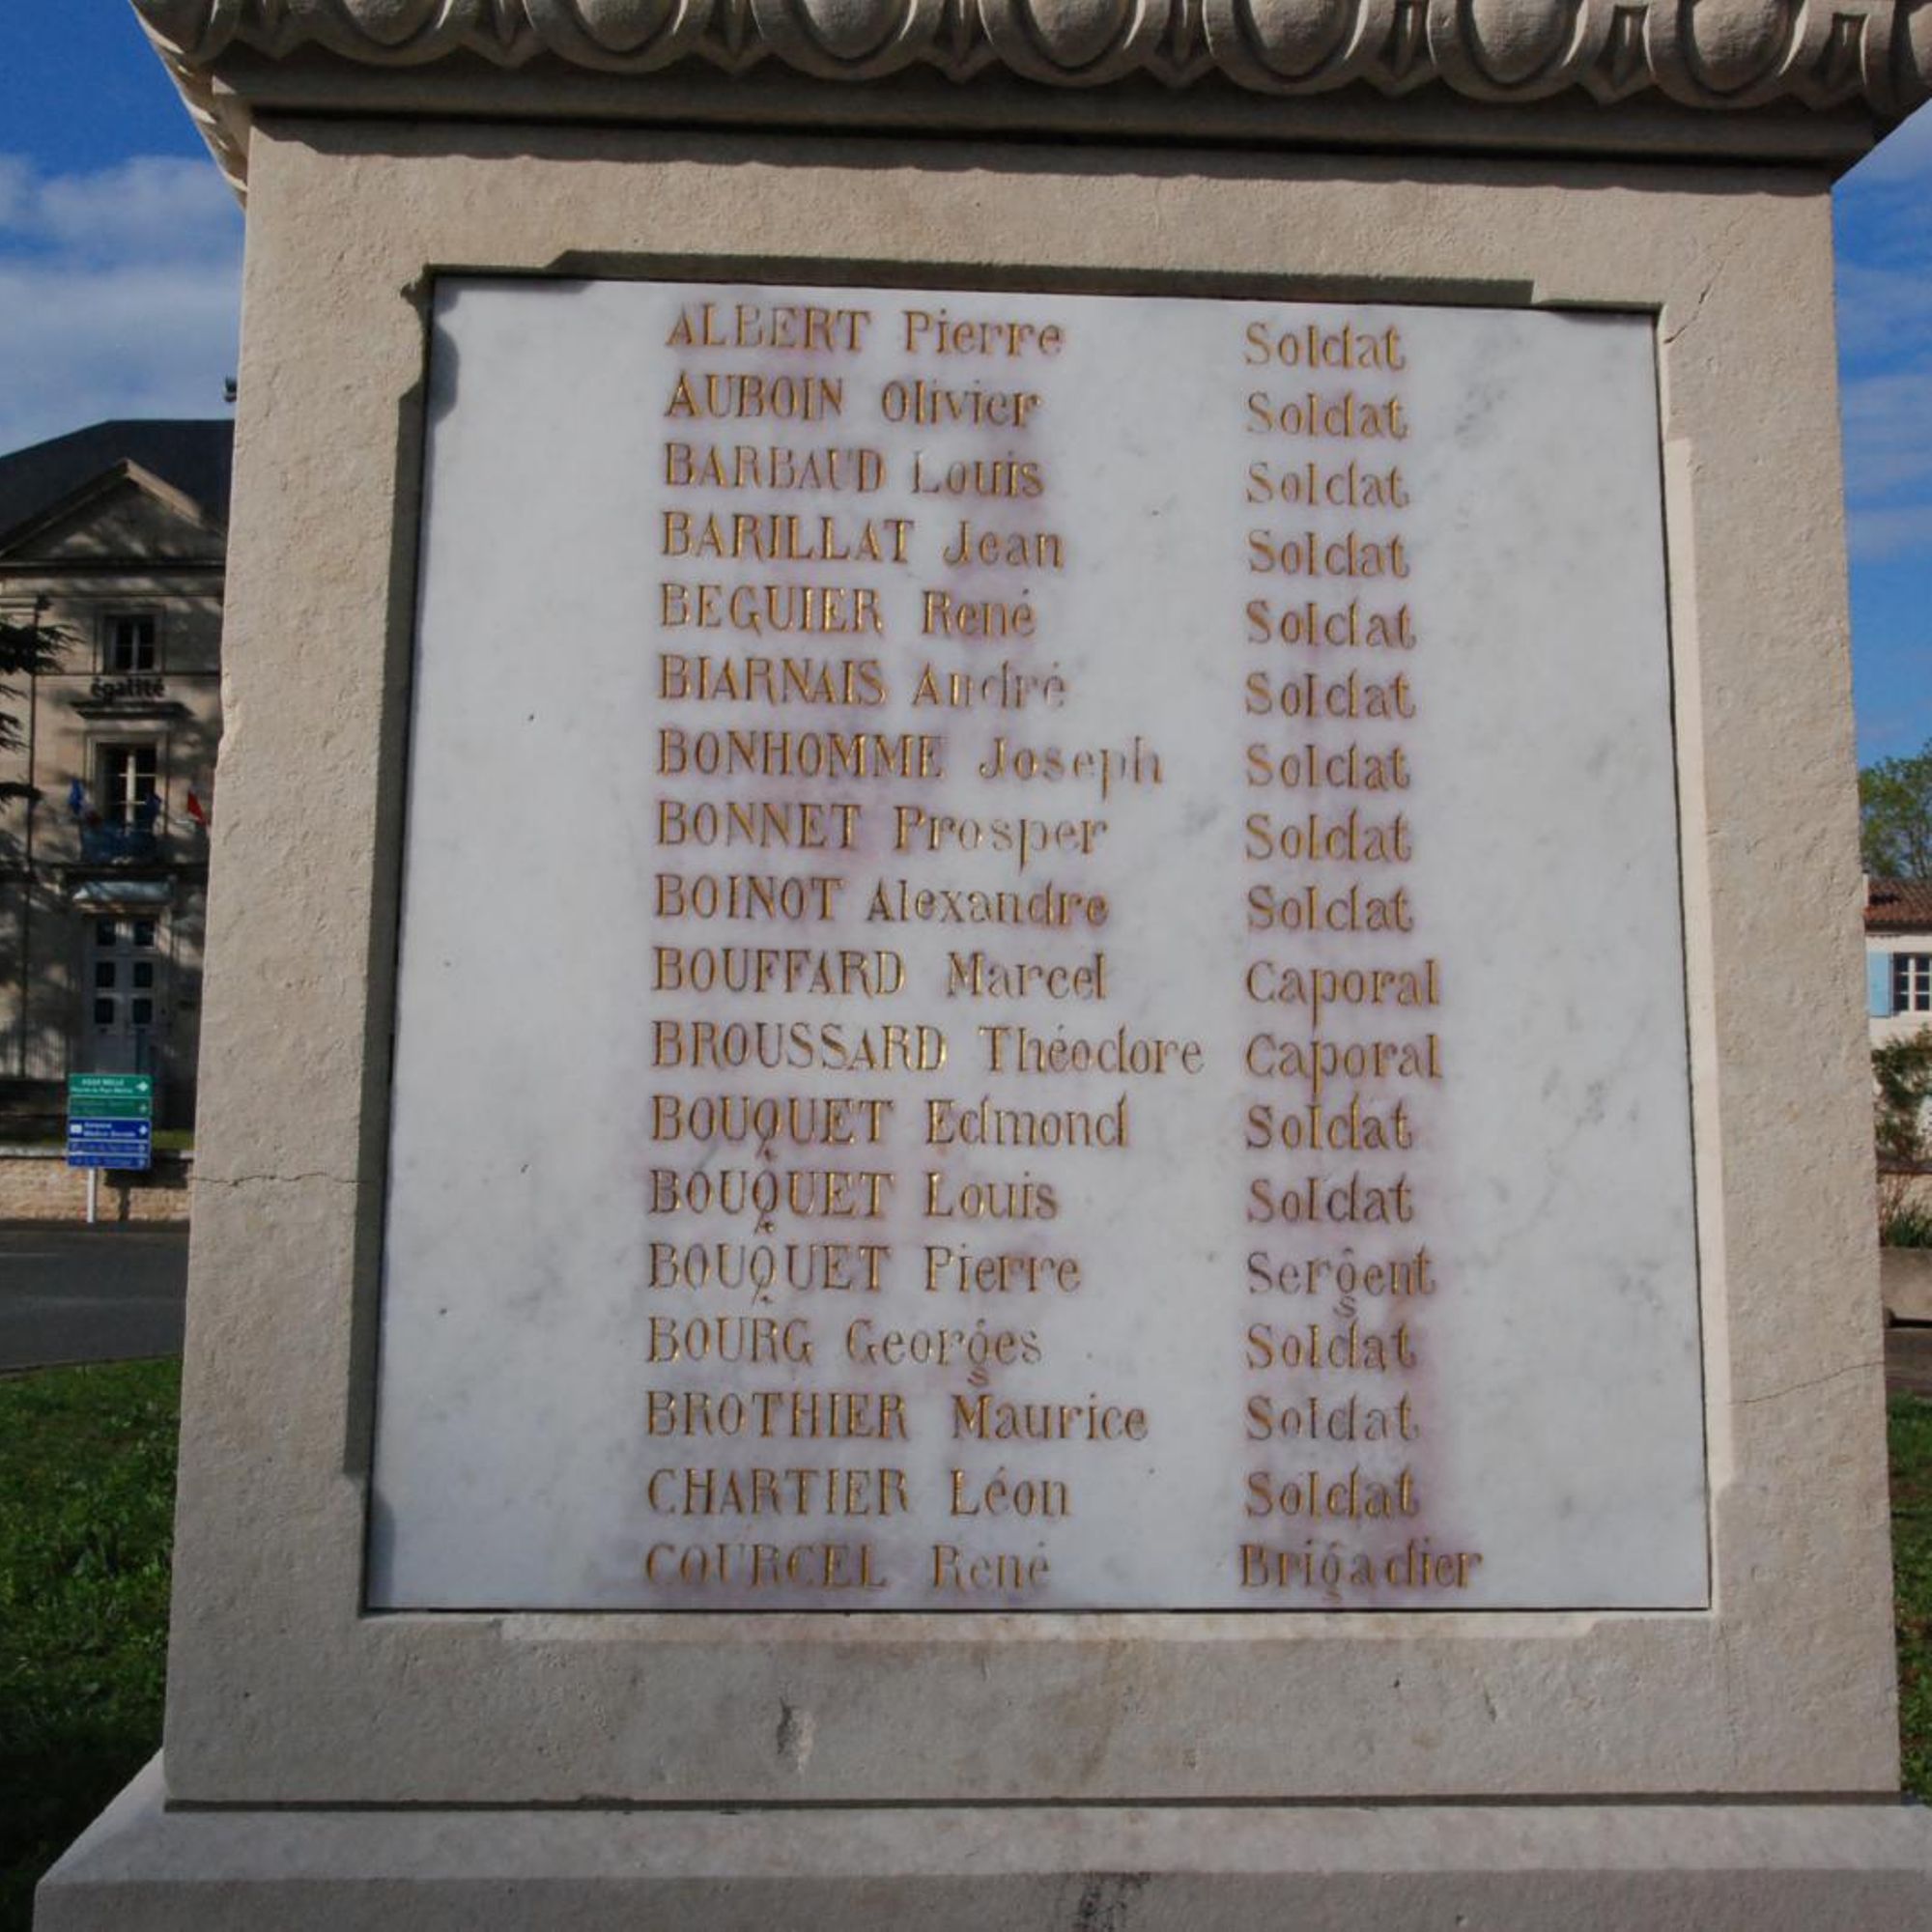 ALBERT Pierre Soldat
AUBOIN Olivier Soldat
BARBAUD Louis Soldat
BARILLAT Jean Soldat
BEGUIER René Soldat
BIARNAIS André Soldat
BONHOMME Joseph Soldat
BONNET Prosper Soldat
BOINOT Alexandre Soldat
BOUFFARD Marcel Caporal
BROUSSARD Théodore Caporal
BOUQUET Edmond Soldat
BOUQUET Louis Soldat
BOUQUET Pierre Sergent
BOURG Georges Soldat
BROTHIER Maurice Soldat
CHARTIER Léon Soldat
COURCEL René Brigadier
égalité